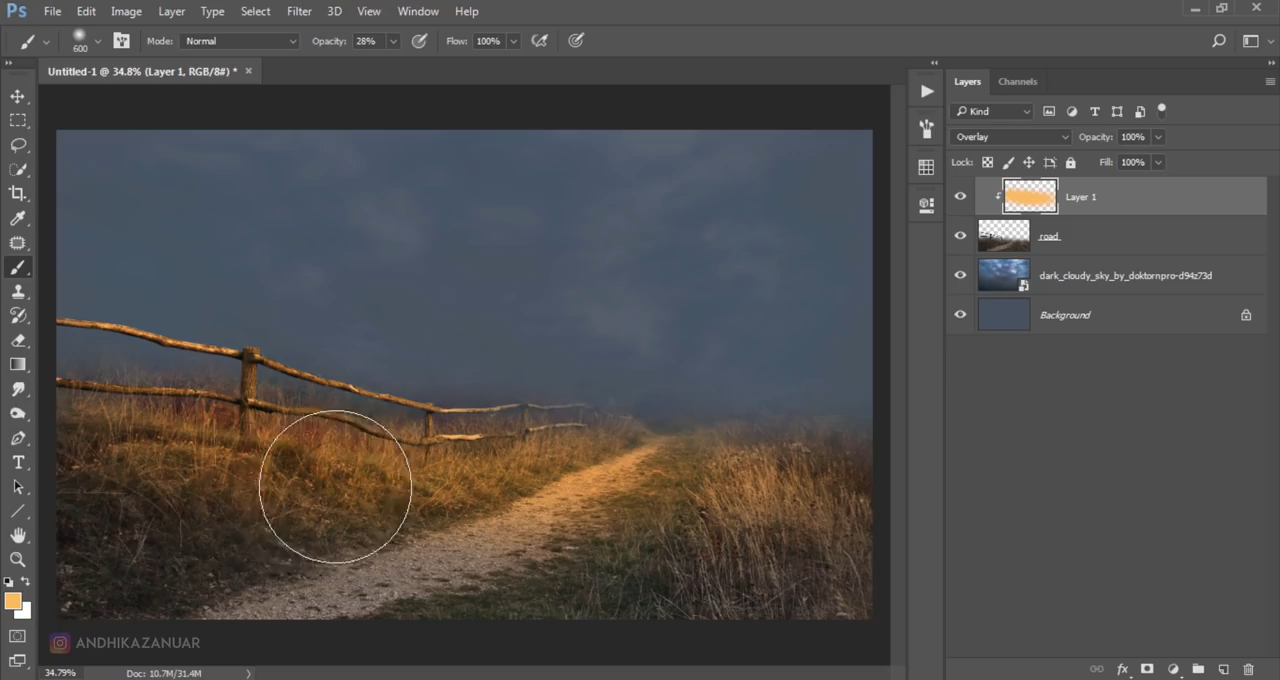 Ps File Edit Image Layer Type Select Filter 3D View Window Help
600 Mode: Normal Opacity: 28% Flow: 100%
Untitled-1 @ 34.8% (Layer 1, RGB/8#) * ×
Layers Channels
Kind
Overlay Opacity: 100%
Lock: Fill: 100%
Layer 1
road
dark_cloudy_sky_by_doktornpro-d94z73d
Background
ANDHIKAZANUAR
34.79% Doc: 10.7M/31.4M